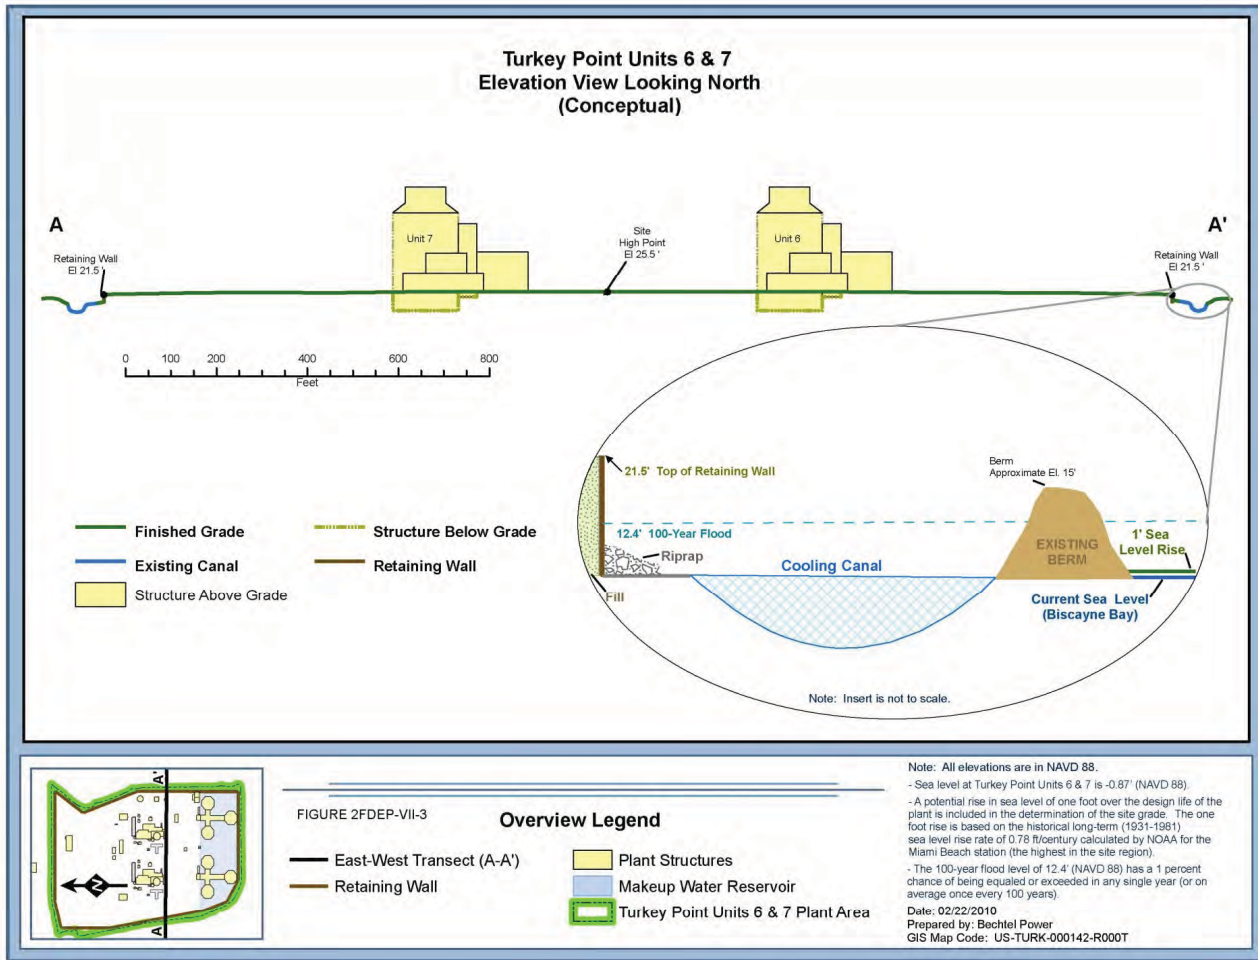 Turkey Point Units 6 & 7
Elevation View Looking North
(Conceptual)
A
A'
Retaining Wall
El 21.5 '
Unit 7
Site
High Point
El 25.5 '
Unit 6
Retaining Wall
El 21.5 '
0 100 200 400 600 800
Feet
Finished Grade
Structure Below Grade
Existing Canal
Retaining Wall
Structure Above Grade
21.5' Top of Retaining Wall
Berm
Approximate El. 15'
12.4' 100-Year Flood
Riprap
Cooling Canal
EXISTING
BERM
1' Sea
Level Rise
Fill
Current Sea Level
(Biscayne Bay)
Note: Insert is not to scale.
A'
N
A
FIGURE 2FDEP-VII-3
Overview Legend
East-West Transect (A-A')
Retaining Wall
Plant Structures
Makeup Water Reservoir
Turkey Point Units 6 & 7 Plant Area
Note: All elevations are in NAVD 88.
- Sea level at Turkey Point Units 6 & 7 is -0.87' (NAVD 88).
- A potential rise in sea level of one foot over the design life of the
plant is included in the determination of the site grade. The one
foot rise is based on the historical long-term (1931-1981)
sea level rise rate of 0.78 ft/century calculated by NOAA for the
Miami Beach station (the highest in the site region).
- The 100-year flood level of 12.4' (NAVD 88) has a 1 percent
chance of being equaled or exceeded in any single year (or on
average once every 100 years).
Date: 02/22/2010
Prepared by: Bechtel Power
GIS Map Code: US-TURK-000142-R000T